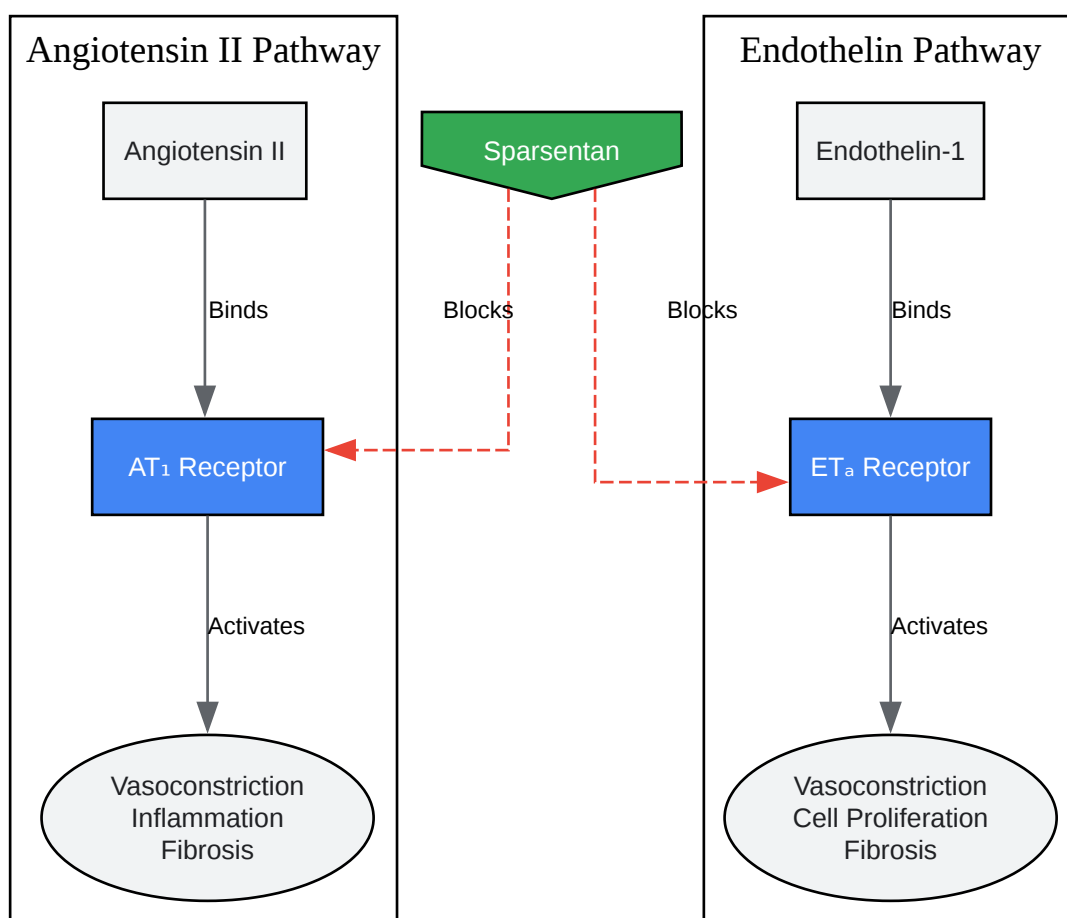 Angiotensin II Pathway
Endothelin Pathway
Angiotensin II
Sparsentan
Endothelin-1
Binds
Blocks
Blocks
Binds
AT₁ Receptor
ETₐ Receptor
Activates
Activates
Vasoconstriction
Inflammation
Fibrosis
Vasoconstriction
Cell Proliferation
Fibrosis